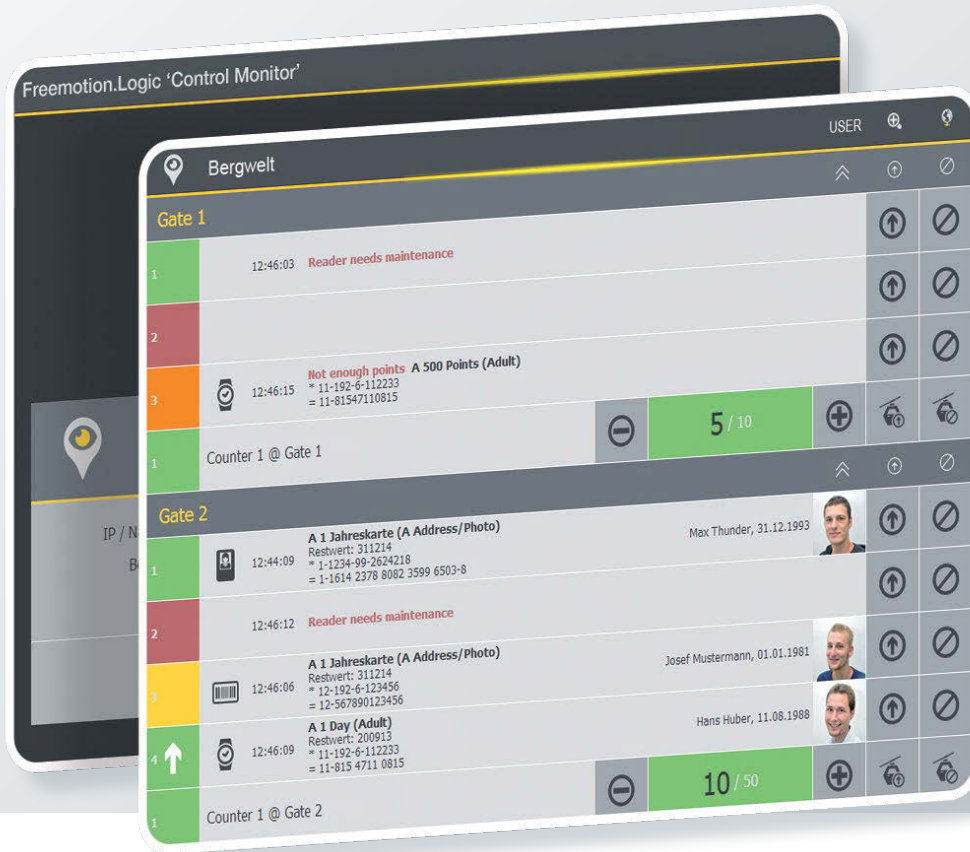 Freemotion.Logic ‘Control Monitor’
Bergwelt
USER
Gate 1
1
12:46:03 Reader needs maintenance
2
3
12:46:15
Not enough points A 500 Points (Adult)
* 11-192-6-112233
= 11-81547110815
1
Counter 1 @ Gate 1
5 / 10
Gate 2
1
12:44:09
A 1 Jahreskarte (A Address/Photo)
Restwert: 311214
* 1-1234-99-2624218
= 1-1614 2378 8082 3599 6503-8
Max Thunder, 31.12.1993
2
12:46:12 Reader needs maintenance
3
12:46:06
A 1 Jahreskarte (A Address/Photo)
Restwert: 311214
* 12-192-6-123456
= 12-567890123456
Josef Mustermann, 01.01.1981
4
12:46:09
A 1 Day (Adult)
Restwert: 200913
* 11-192-6-112233
= 11-815 4711 0815
Hans Huber, 11.08.1988
1
Counter 1 @ Gate 2
10 / 50
IP /